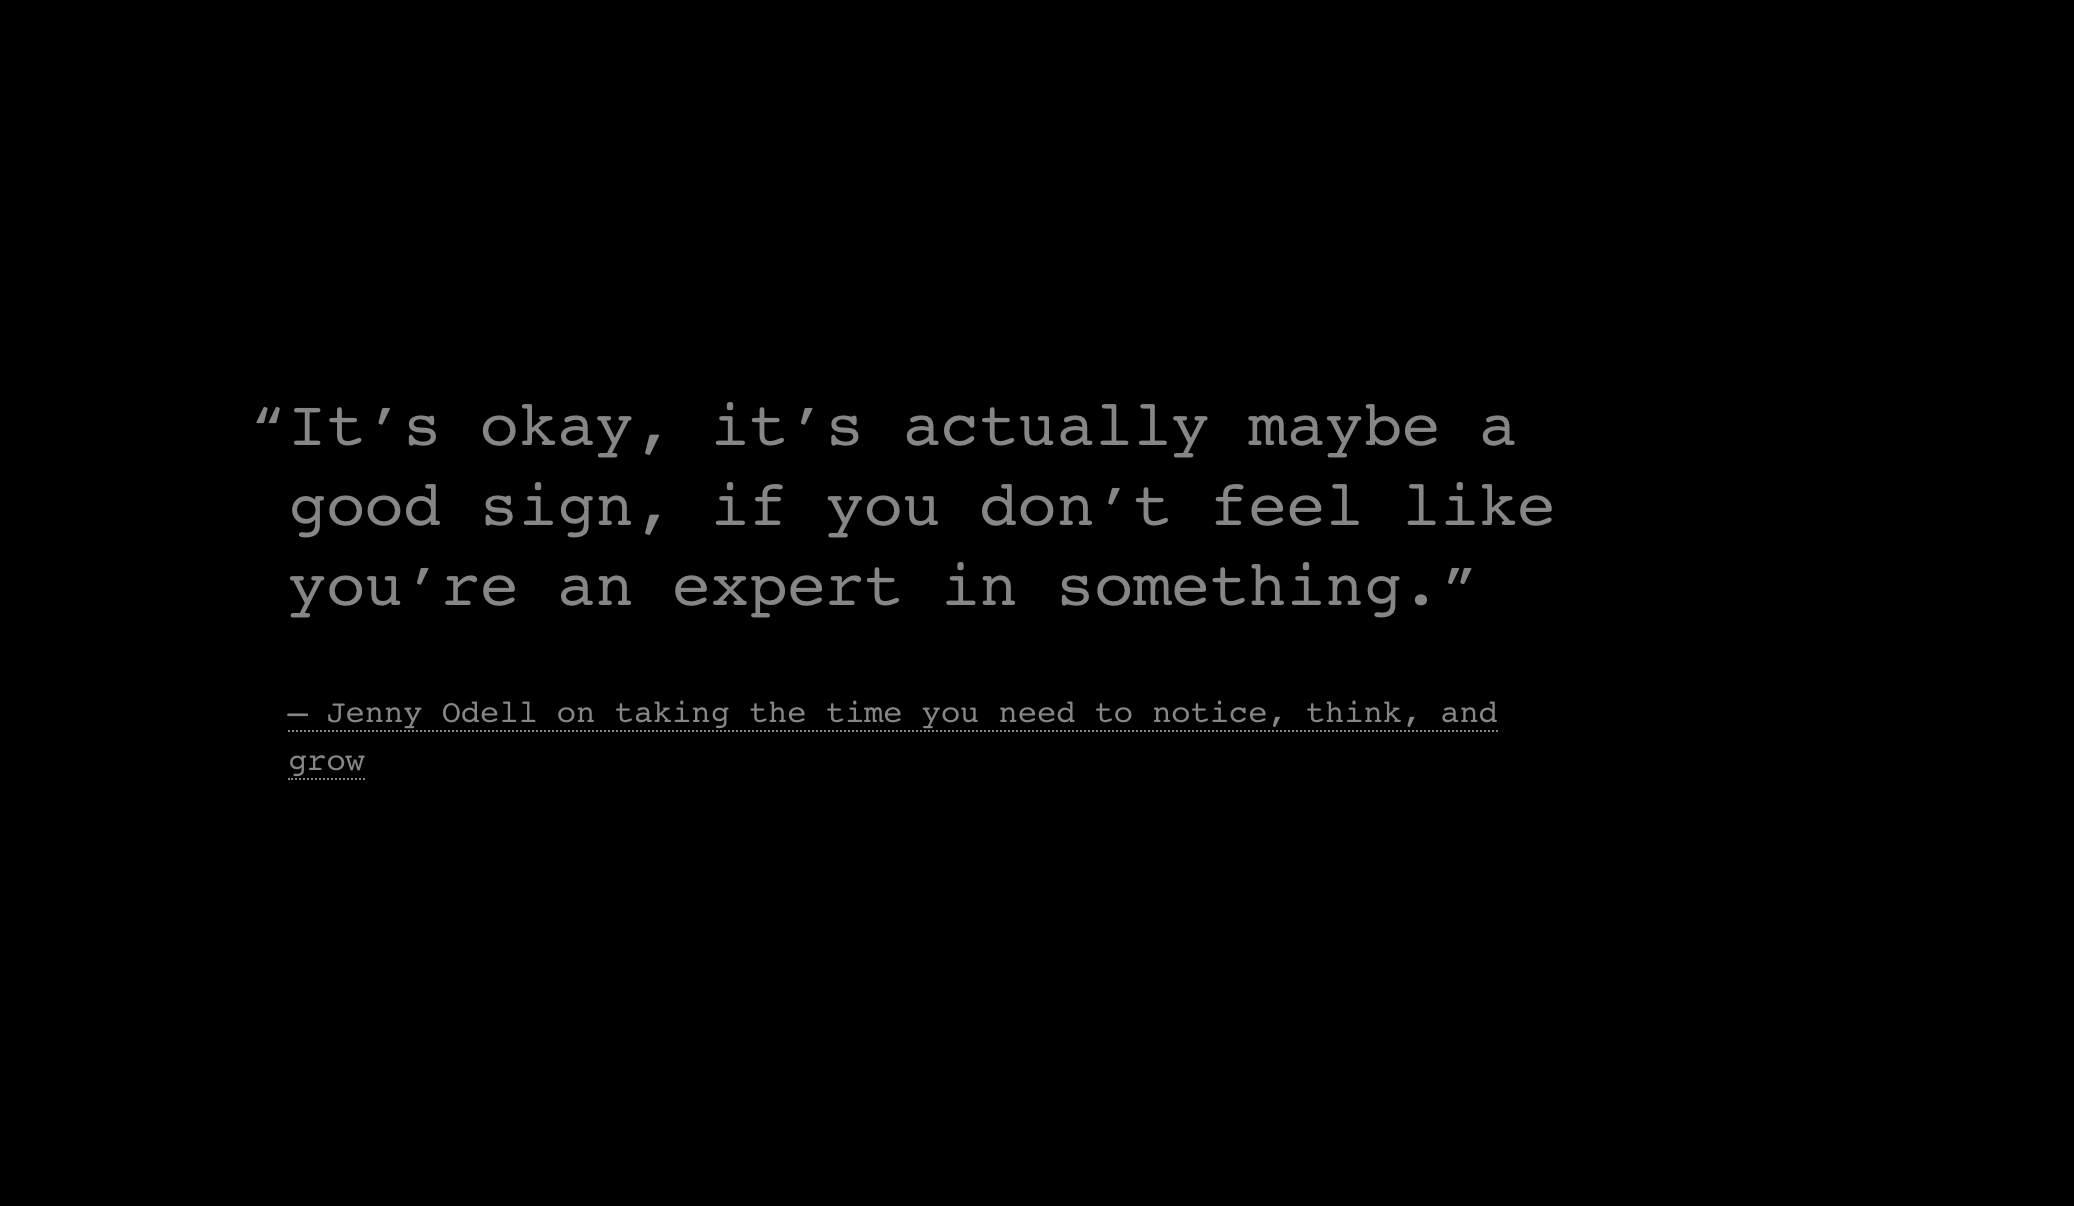 “It’s okay, it’s actually maybe a
good sign, if you don’t feel like
you’re an expert in something.”
— Jenny Odell on taking the time you need to notice, think, and
grow